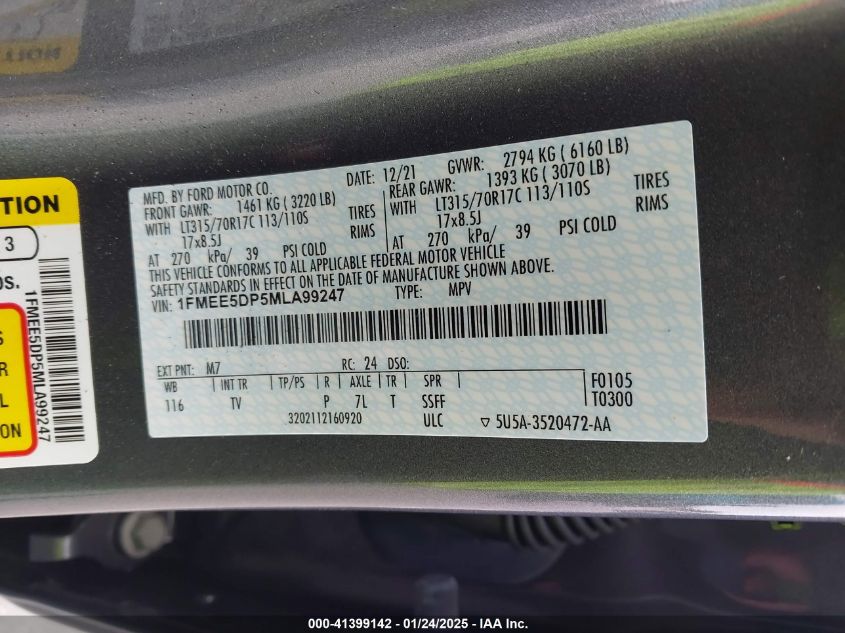 MFD. BY FORD MOTOR CO.
DATE: 12/21
GVWR: 2794 KG ( 6160 LB)
FRONT GAWR: 1461 KG ( 3220 LB)
REAR GAWR: 1393 KG ( 3070 LB)
WITH LT315/70R17C 113/110S TIRES
WITH LT315/70R17C 113/110S TIRES
17x8.5J RIMS
17x8.5J RIMS
AT 270 kPa/ 39 PSI COLD
AT 270 kPa/ 39 PSI COLD
THIS VEHICLE CONFORMS TO ALL APPLICABLE FEDERAL MOTOR VEHICLE
SAFETY STANDARDS IN EFFECT ON THE DATE OF MANUFACTURE SHOWN ABOVE.
VIN: 1FMEE5DP5MLA99247 TYPE: MPV
EXT PNT: M7 RC: 24 DSO:
WB INT TR TP/PS R AXLE TR SPR
F0105
116 TV P 7L T SSFF
T0300
3202112160920 ULC 5U5A-3520472-AA
TION
3
os.
1FMEE5DP5MLA99247
S
R
L
ION
000-41399142 - 01/24/2025 - IAA Inc.